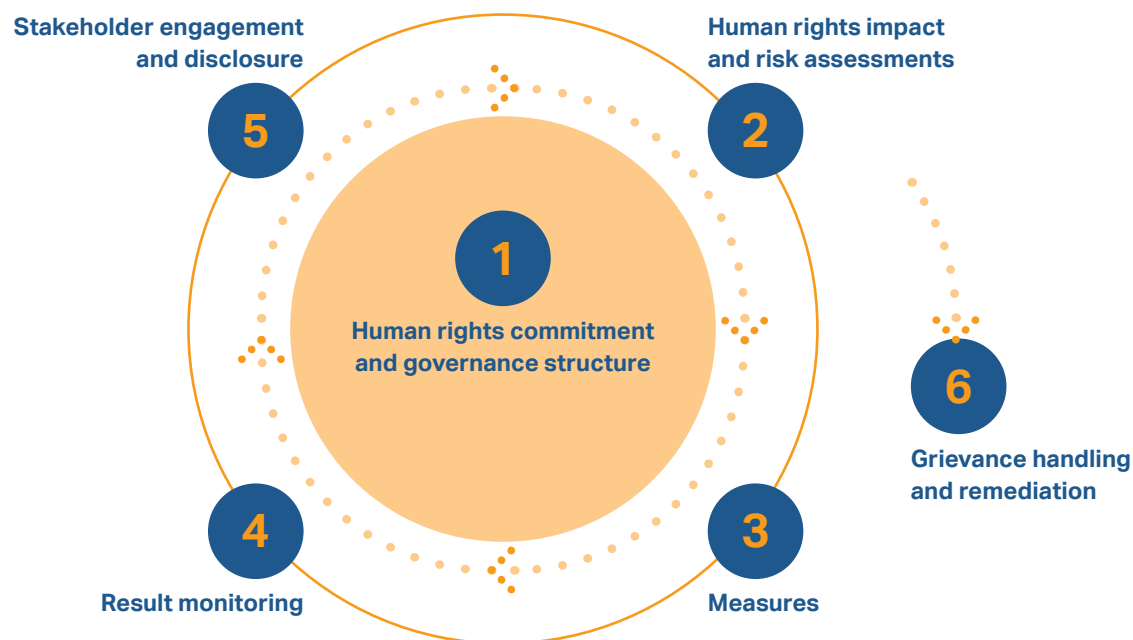 1
Human rights commitment
and governance structure
2
Human rights impact
and risk assessments
3
Measures
4
Result monitoring
5
Stakeholder engagement
and disclosure
6
Grievance handling
and remediation